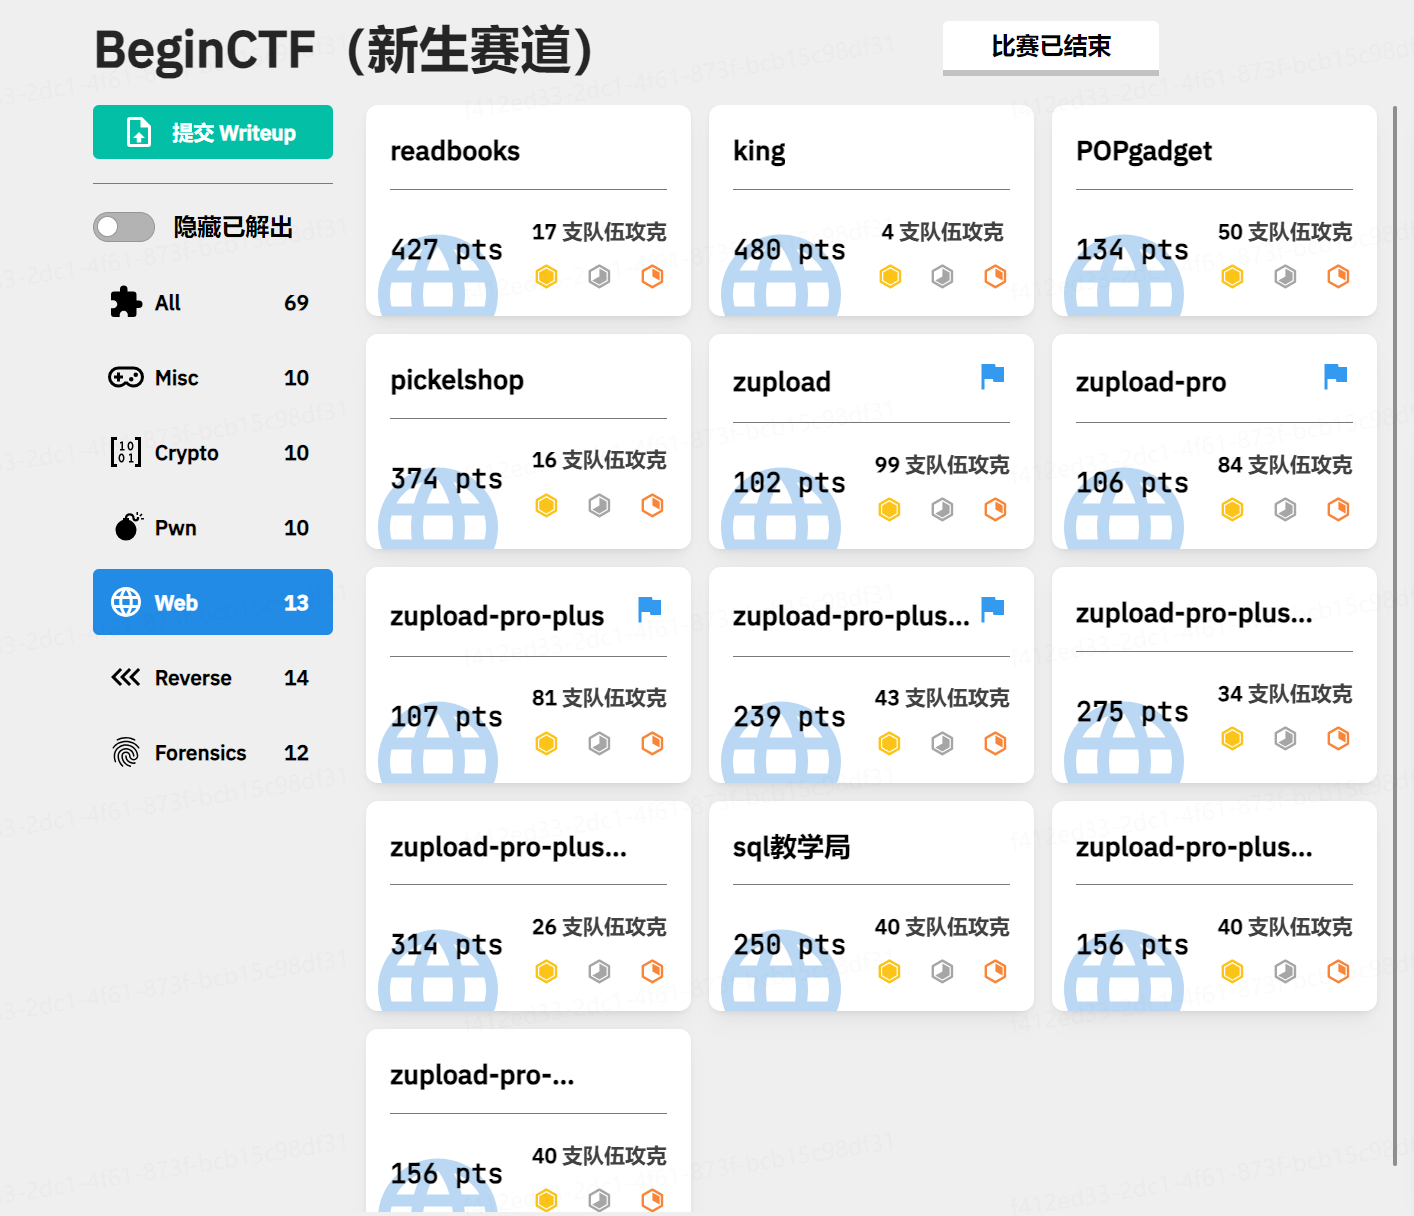 BeginCTF（新生赛道）
比赛已结束
提交 Writeup
隐藏已解出
All 69
Misc 10
Crypto 10
Pwn 10
Web 13
Reverse 14
Forensics 12
readbooks
427 pts
17 支队伍攻克
king
480 pts
4 支队伍攻克
POPgadget
134 pts
50 支队伍攻克
pickelshop
374 pts
16 支队伍攻克
zupload
102 pts
99 支队伍攻克
zupload-pro
106 pts
84 支队伍攻克
zupload-pro-plus
107 pts
81 支队伍攻克
zupload-pro-plus...
239 pts
43 支队伍攻克
zupload-pro-plus...
275 pts
34 支队伍攻克
zupload-pro-plus...
314 pts
26 支队伍攻克
sql教学局
250 pts
40 支队伍攻克
zupload-pro-plus...
156 pts
40 支队伍攻克
zupload-pro-...
156 pts
40 支队伍攻克
f412ed33-2dc1-4f61-873f-bcb15c98df31